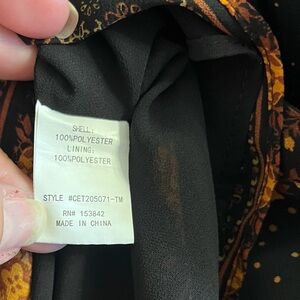 SHELL:
100%POLYESTER
LINING:
100%POLYESTER
STYLE #CET205071-TM
RN# 153842
MADE IN CHINA